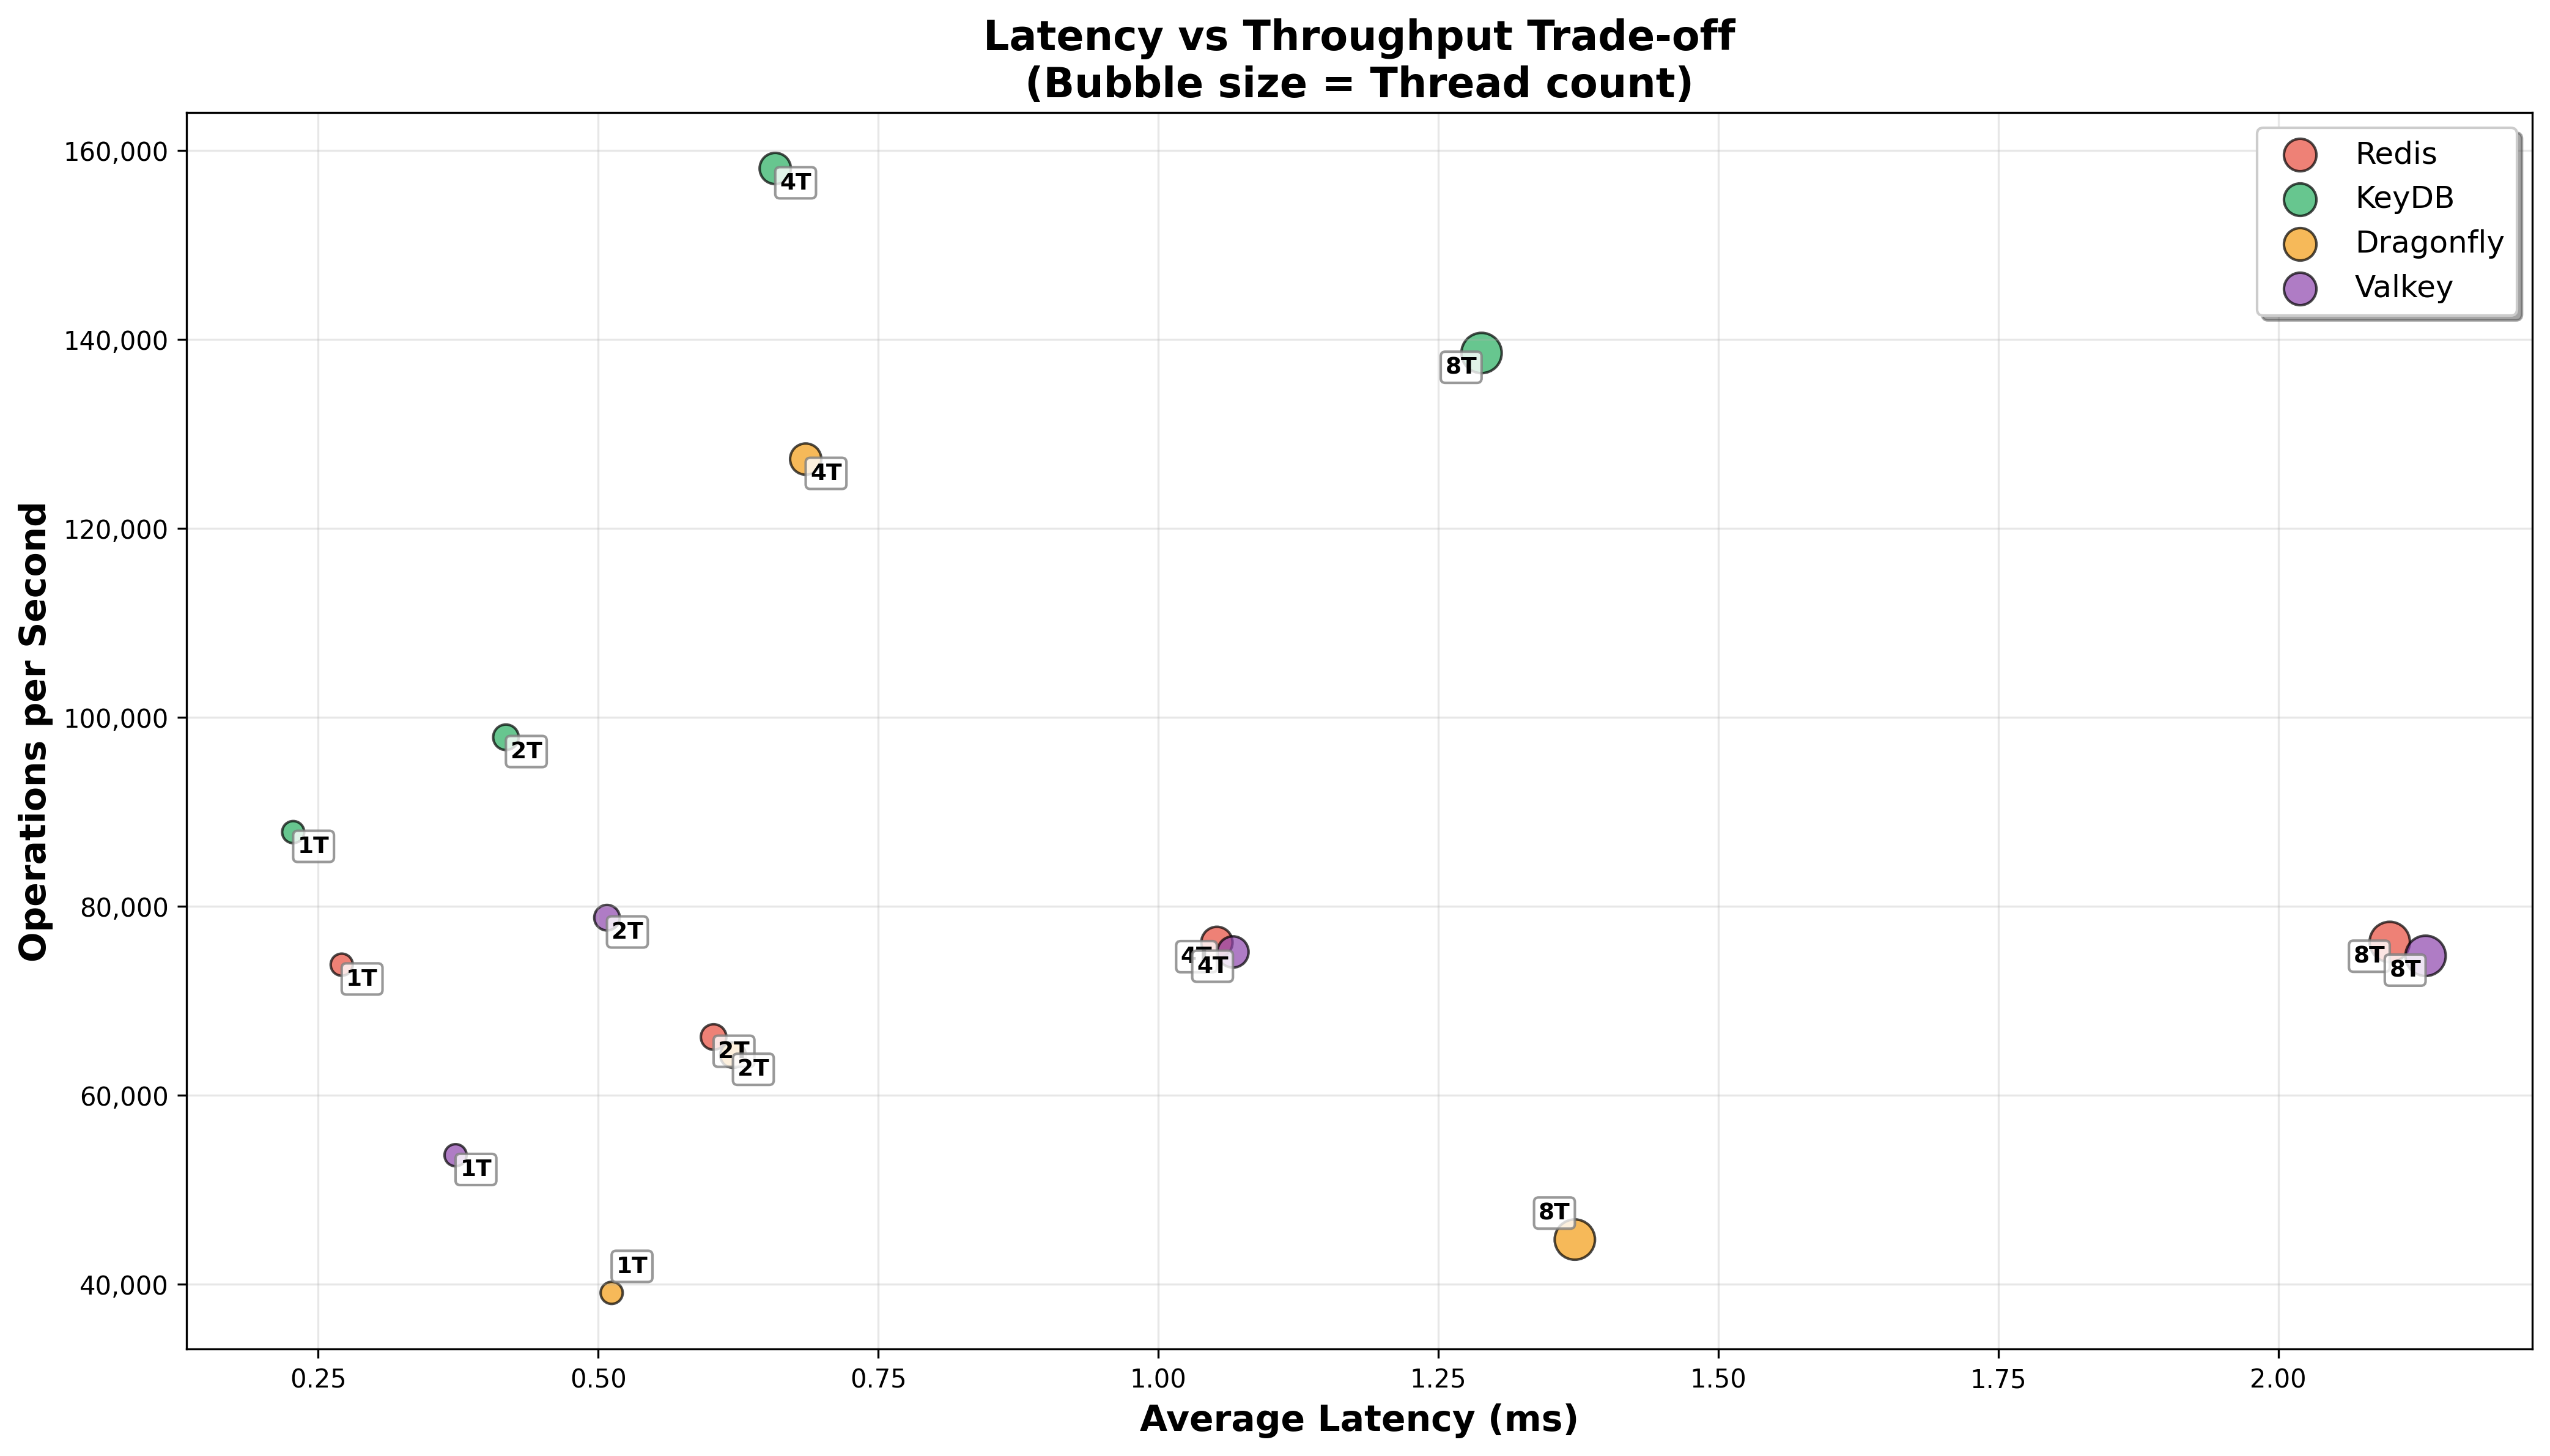 Latency vs Throughput Trade-off
(Bubble size = Thread count)
Redis
KeyDB
Dragonfly
Valkey
Operations per Second
160,000
140,000
120,000
100,000
80,000
60,000
40,000
4T
8T
4T
2T
1T
2T
1T
4T
4T
8T
8T
2T
2T
1T
8T
1T
0.25
0.50
0.75
1.00
1.25
1.50
1.75
2.00
Average Latency (ms)